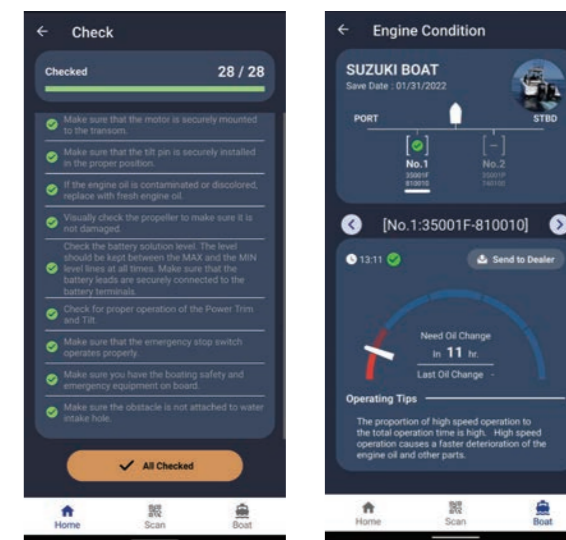 Check
Checked 28 / 28
Make sure that the motor is securely mounted
to the transom.
Make sure that the tilt pin is securely installed
in the proper position.
If the engine oil is contaminated or discolored,
replace with fresh engine oil.
Visually check the propeller to make sure it is
not damaged.
Check the battery solution level. The level
should be kept between the MAX and the MIN
level lines at all times. Make sure that the
battery leads are securely connected to the
battery terminals.
Check for proper operation of the Power Trim
and Tilt.
Make sure that the emergency stop switch
operates properly.
Make sure you have the boating safety and
emergency equipment on board.
Make sure the obstacle is not attached to water
intake hole.
All Checked
Home Scan Boat
Engine Condition
SUZUKI BOAT
Save Date : 01/31/2022
PORT STBD
No.1 No.2
35001F
810010
[No.1:35001F-810010]
13:11 Send to Dealer
Need Oil Change
In 11 hr.
Last Oil Change -
Operating Tips
The proportion of high speed operation to
the total operation time is high. High speed
operation causes a faster deterioration of the
engine oil and other parts.
Home Scan Boat